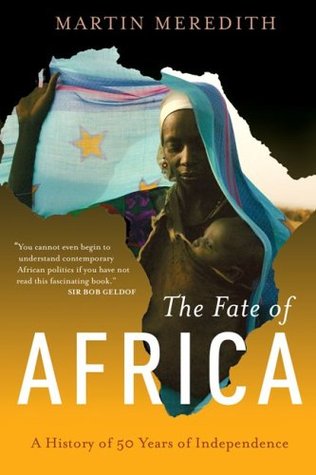 MARTIN MEREDITH
"You cannot even begin to
understand contemporary
African politics if you have not
read this fascinating book."
SIR BOB GELDOF
The Fate of
AFRICA
A History of 50 Years of Independence